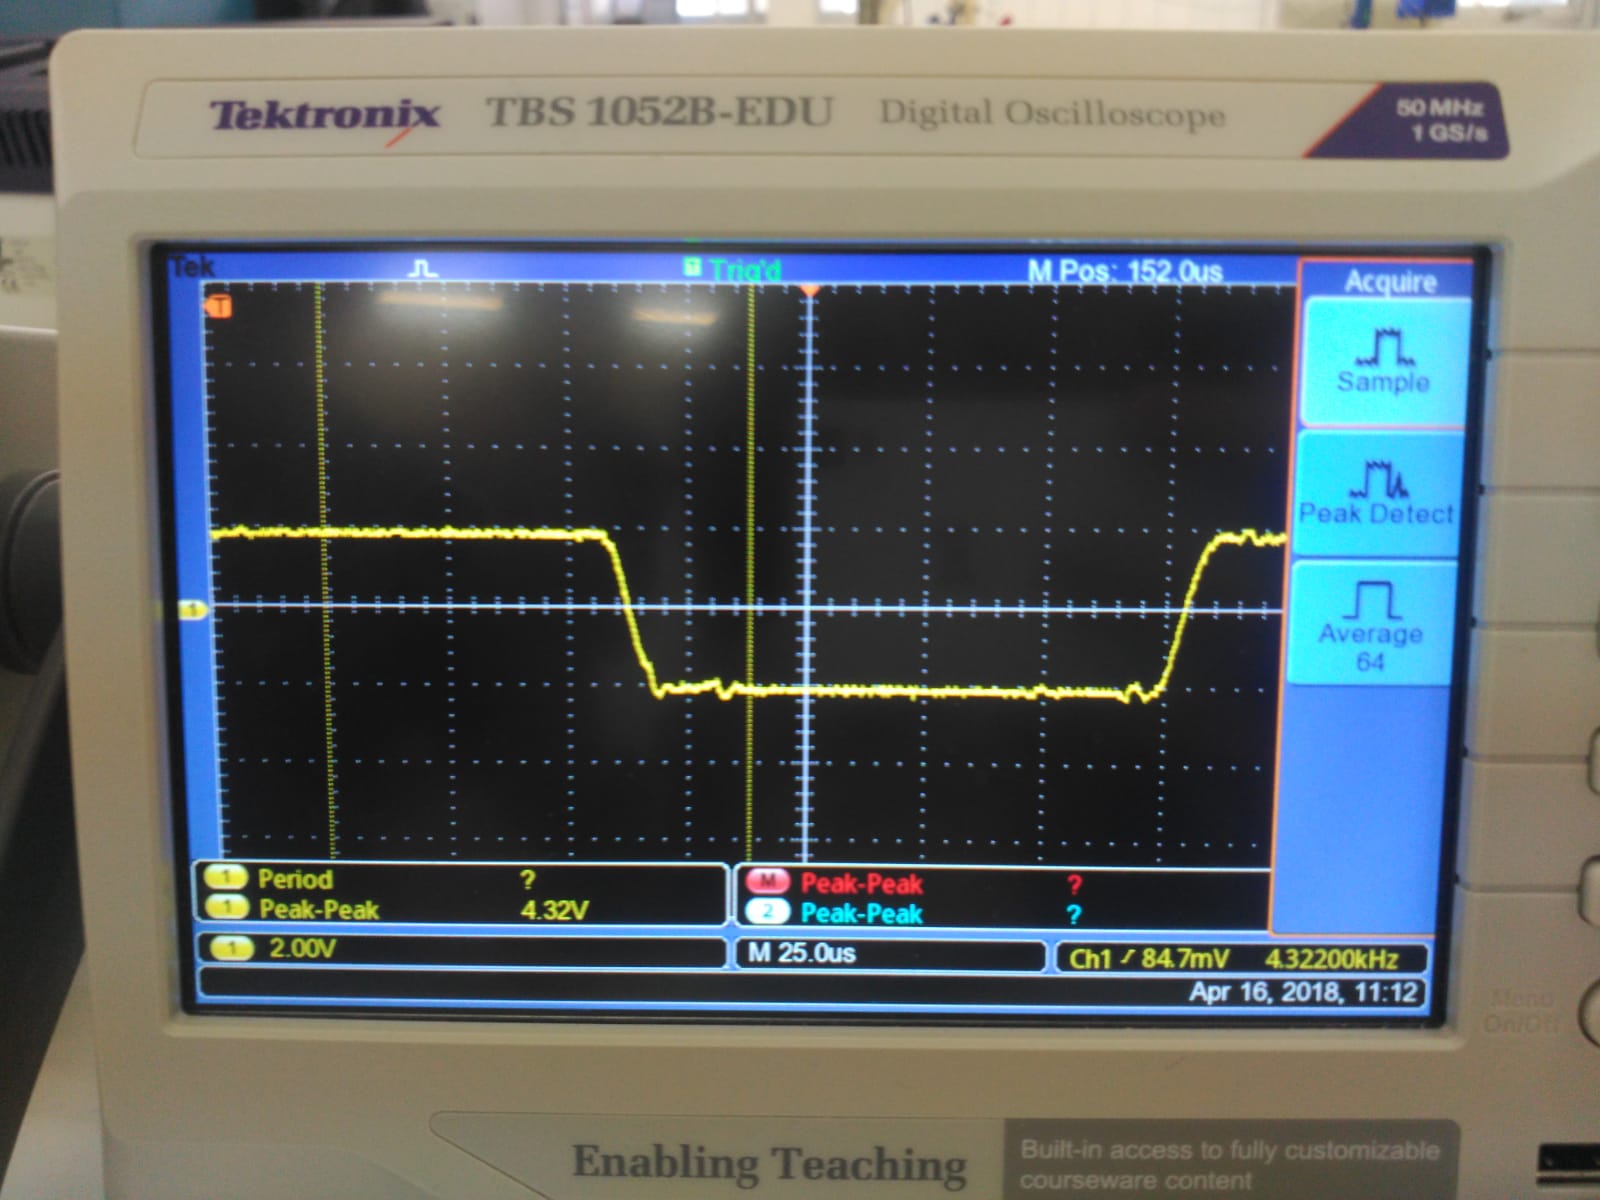 Tektronix TBS 1052B-EDU Digital Oscilloscope 50 MHz
1 GS/s
Tek T Trig'd M Pos: 152.0us Acquire
T
Sample
Peak Detect
1
Average
64
1 Period ?
1 Peak-Peak 4.32V
M Peak-Peak ?
2 Peak-Peak ?
1 2.00V M 25.0us Ch1 84.7mV 4.32200kHz
Apr 16, 2018, 11:12
Menu
On/Off
Enabling Teaching
Built-in access to fully customizable
courseware content